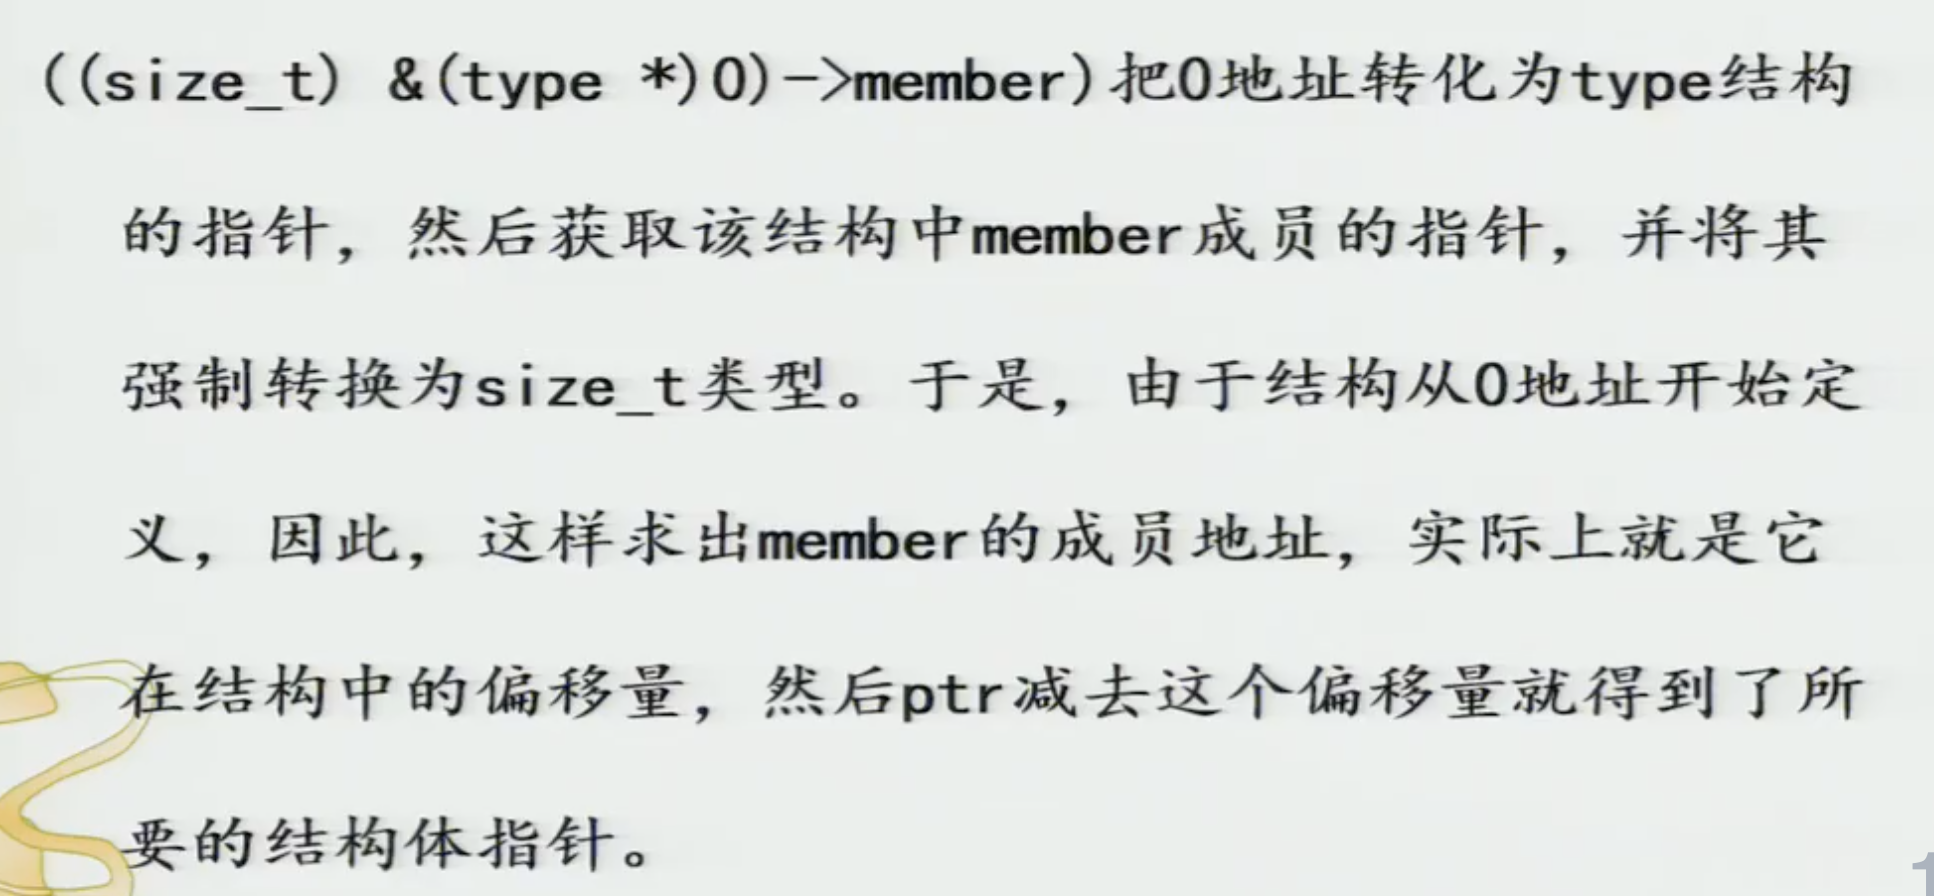 ((size_t) &(type *)0)->member)把0地址转化为type结构
的指针，然后获取该结构中member成员的指针，并将其
强制转换为size_t类型。于是，由于结构从0地址开始定
义，因此，这样求出member的成员地址，实际上就是它
在结构中的偏移量，然后ptr减去这个偏移量就得到了所
要的结构体指针。